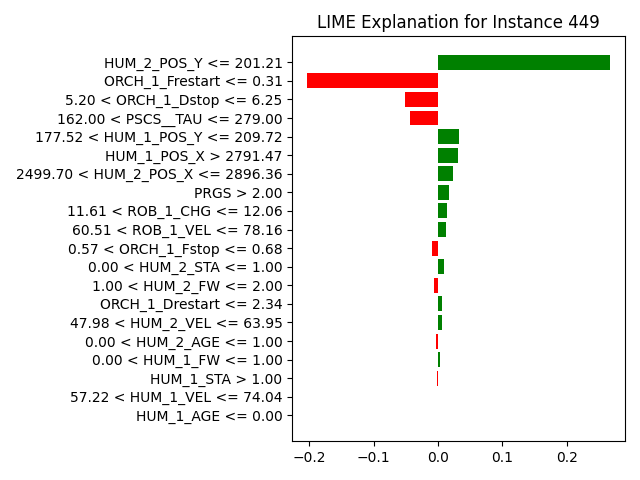 LIME Explanation for Instance 449
HUM_2_POS_Y <= 201.21
ORCH_1_Frestart <= 0.31
5.20 < ORCH_1_Dstop <= 6.25
162.00 < PSCS__TAU <= 279.00
177.52 < HUM_1_POS_Y <= 209.72
HUM_1_POS_X > 2791.47
2499.70 < HUM_2_POS_X <= 2896.36
PRGS > 2.00
11.61 < ROB_1_CHG <= 12.06
60.51 < ROB_1_VEL <= 78.16
0.57 < ORCH_1_Fstop <= 0.68
0.00 < HUM_2_STA <= 1.00
1.00 < HUM_2_FW <= 2.00
ORCH_1_Drestart <= 2.34
47.98 < HUM_2_VEL <= 63.95
0.00 < HUM_2_AGE <= 1.00
0.00 < HUM_1_FW <= 1.00
HUM_1_STA > 1.00
57.22 < HUM_1_VEL <= 74.04
HUM_1_AGE <= 0.00
−0.2 −0.1 0.0 0.1 0.2